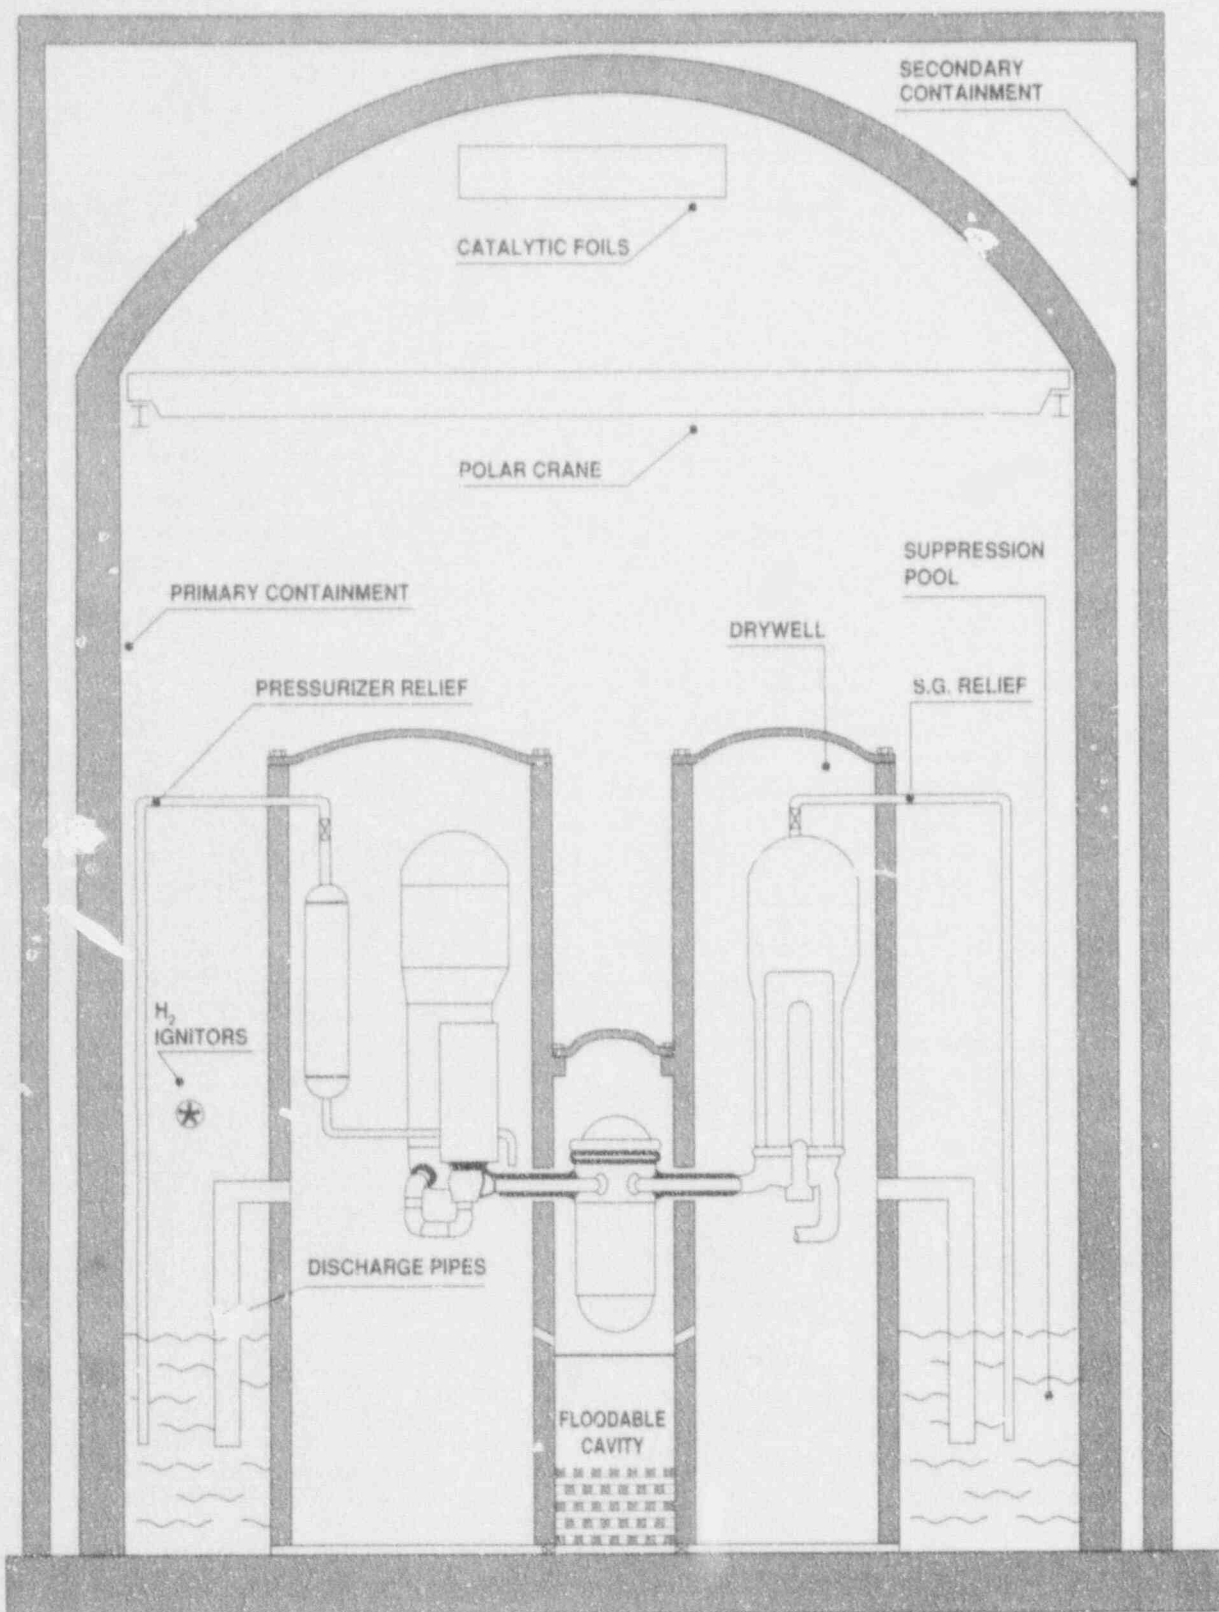 SECONDARY
CONTAINMENT
CATALYTIC FOILS
POLAR CRANE
SUPPRESSION
POOL
PRIMARY CONTAINMENT
DRYWELL
PRESSURIZER RELIEF
S.G. RELIEF
H₂
IGNITORS
DISCHARGE PIPES
FLOODABLE
CAVITY